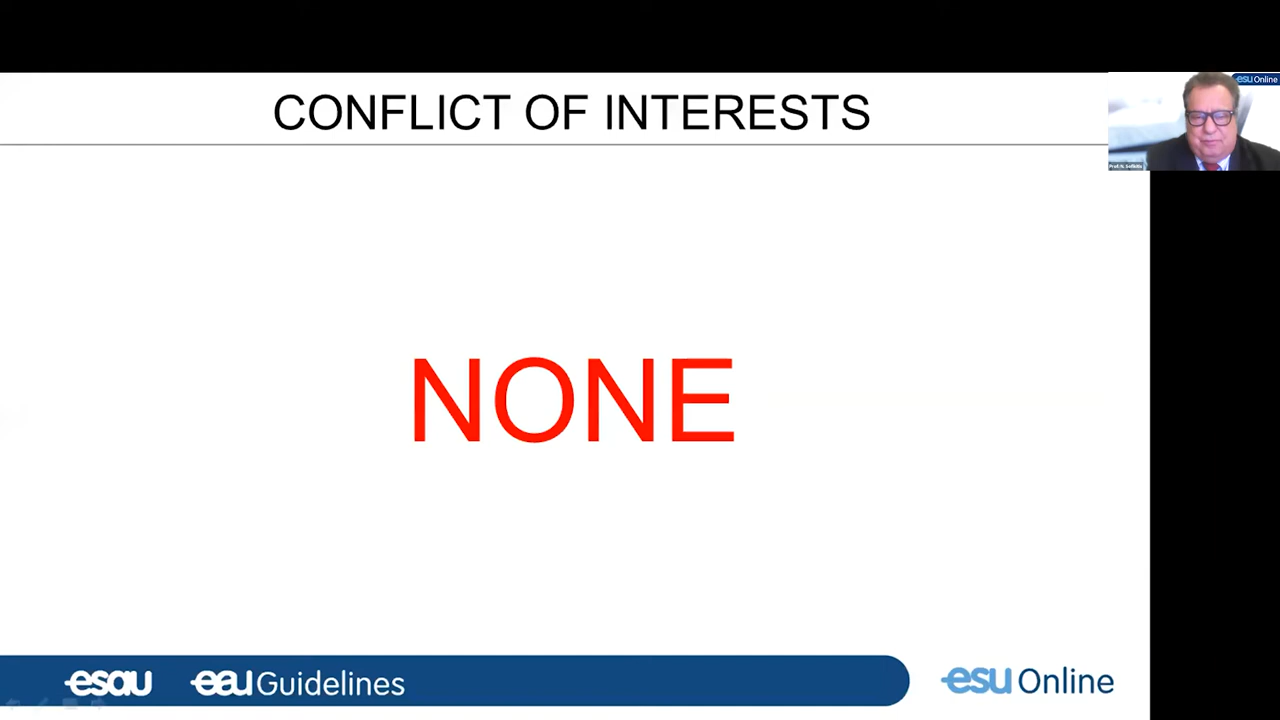 CONFLICT OF INTERESTS
esu Online
NONE
esau eau Guidelines
esu Online